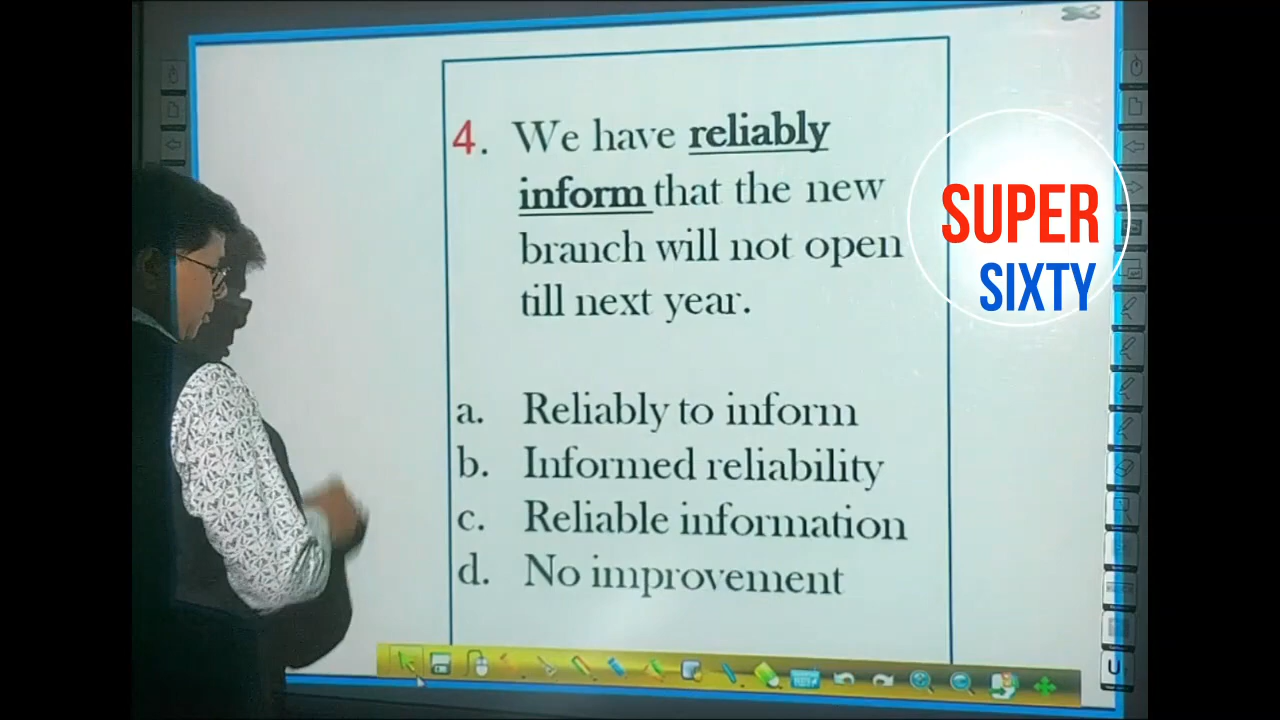 4. We have reliably
inform that the new
branch will not open
till next year.
a. Reliably to inform
b. Informed reliability
c. Reliable information
d. No improvement
SUPER
SIXTY
U